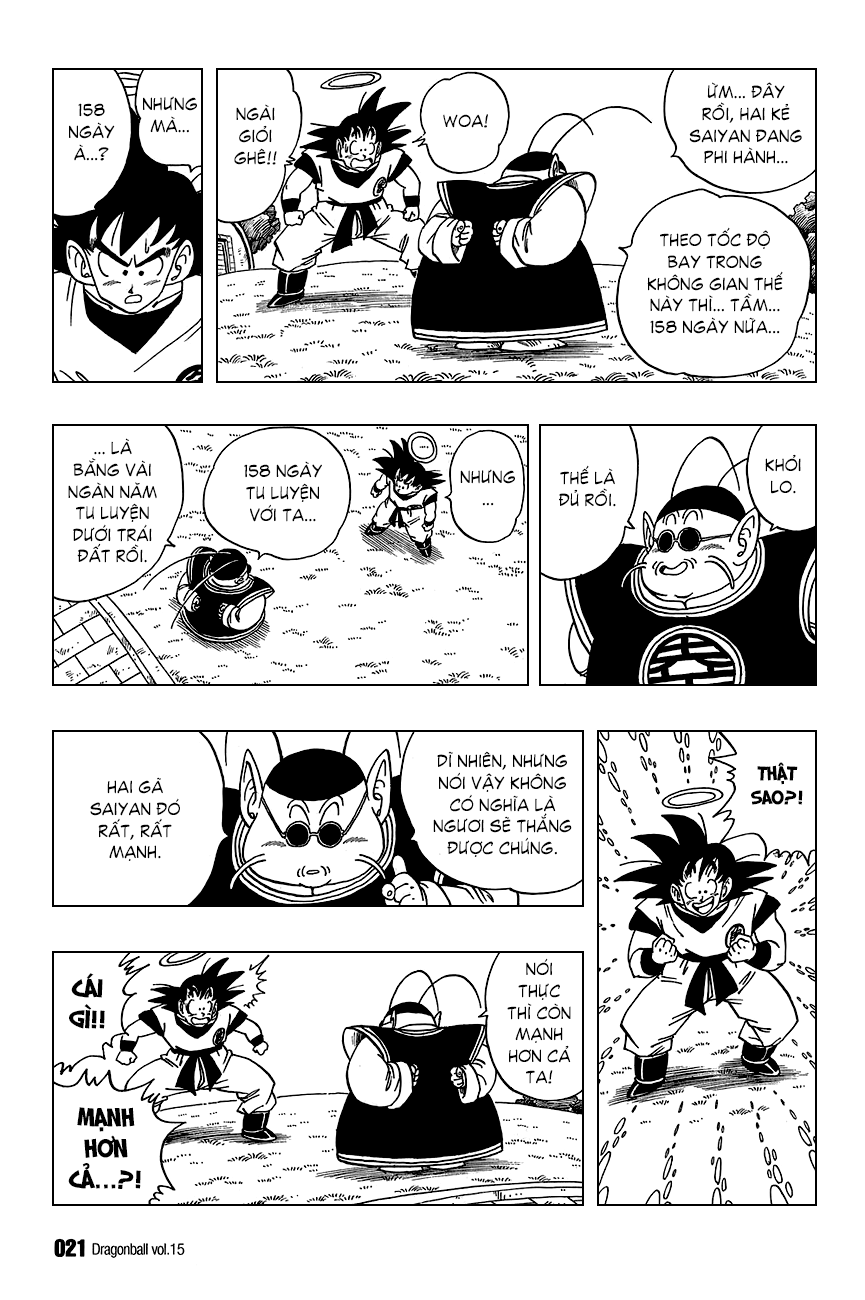 ỪM... ĐÂY
RỒI, HAI KẺ
SAIYAN ĐANG
PHI HÀNH...
THEO TỐC ĐỘ
BAY TRONG
KHÔNG GIAN THẾ
NÀY THÌ... TẦM...
158 NGÀY NỮA...
WOA!
NGÀI
GIỎI
GHÊ!!
NHƯNG
MÀ...
158
NGÀY
À...?
KHỎI
LO.
THẾ LÀ
ĐỦ RỒI.
NHƯNG
...
158 NGÀY
TU LUYỆN
VỚI TA...
... LÀ
BẰNG VÀI
NGÀN NĂM
TU LUYỆN
DƯỚI TRÁI
ĐẤT RỒI.
THẬT
SAO?!
DĨ NHIÊN, NHƯNG
NÓI VẬY KHÔNG
CÓ NGHĨA LÀ
NGƯƠI SẼ THẮNG
ĐƯỢC CHÚNG.
HAI GÃ
SAIYAN ĐÓ
RẤT, RẤT
MẠNH.
NÓI
THỰC
THÌ CÒN
MẠNH
HƠN CẢ
TA!
CÁI
GÌ!!
MẠNH
HƠN
CẢ...?!
021 Dragonball vol.15